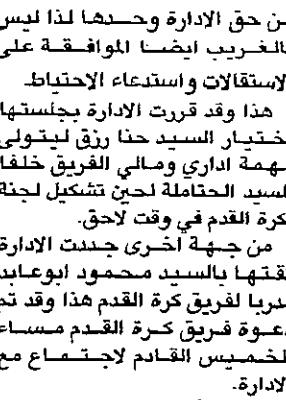 من حق الادارة وحدها لذا ليس
بالغريب ايضا الموافقة على
الاستقالات واستدعاء الاحتياط.
هذا وقد قررت الادارة بجلستها
اختيار السيد حنا رزق ليتولى
مهمة اداري ومالي الفريق خلفا
للسيد الحتاملة لحين تشكيل لجنة
كرة القدم في وقت لاحق.
من جهة اخرى جددت الادارة
ثقتها بالسيد محمود ابوعابد
مدربا لفريق كرة القدم هذا وقد تم
دعوة فريق كرة القدم مساء
الخميس القادم لاجتماع مع
الادارة.